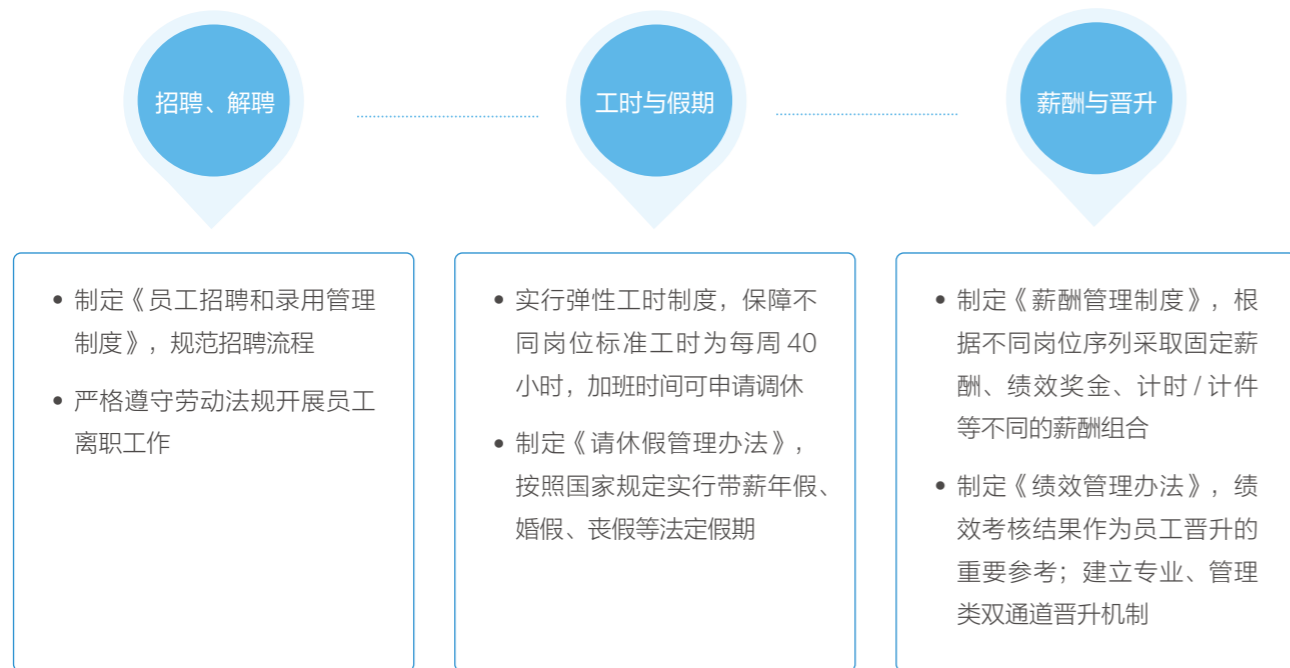 招聘、解聘
工时与假期
薪酬与晋升
• 制定《员工招聘和录用管理
制度》，规范招聘流程
• 严格遵守劳动法规开展员工
离职工作
• 实行弹性工时制度，保障不
同岗位标准工时为每周 40
小时，加班时间可申请调休
• 制定《请休假管理办法》，
按照国家规定实行带薪年假、
婚假、丧假等法定假期
• 制定《薪酬管理制度》，根
据不同岗位序列采取固定薪
酬、绩效奖金、计时 / 计件
等不同的薪酬组合
• 制定《绩效管理办法》，绩
效考核结果作为员工晋升的
重要参考；建立专业、管理
类双通道晋升机制